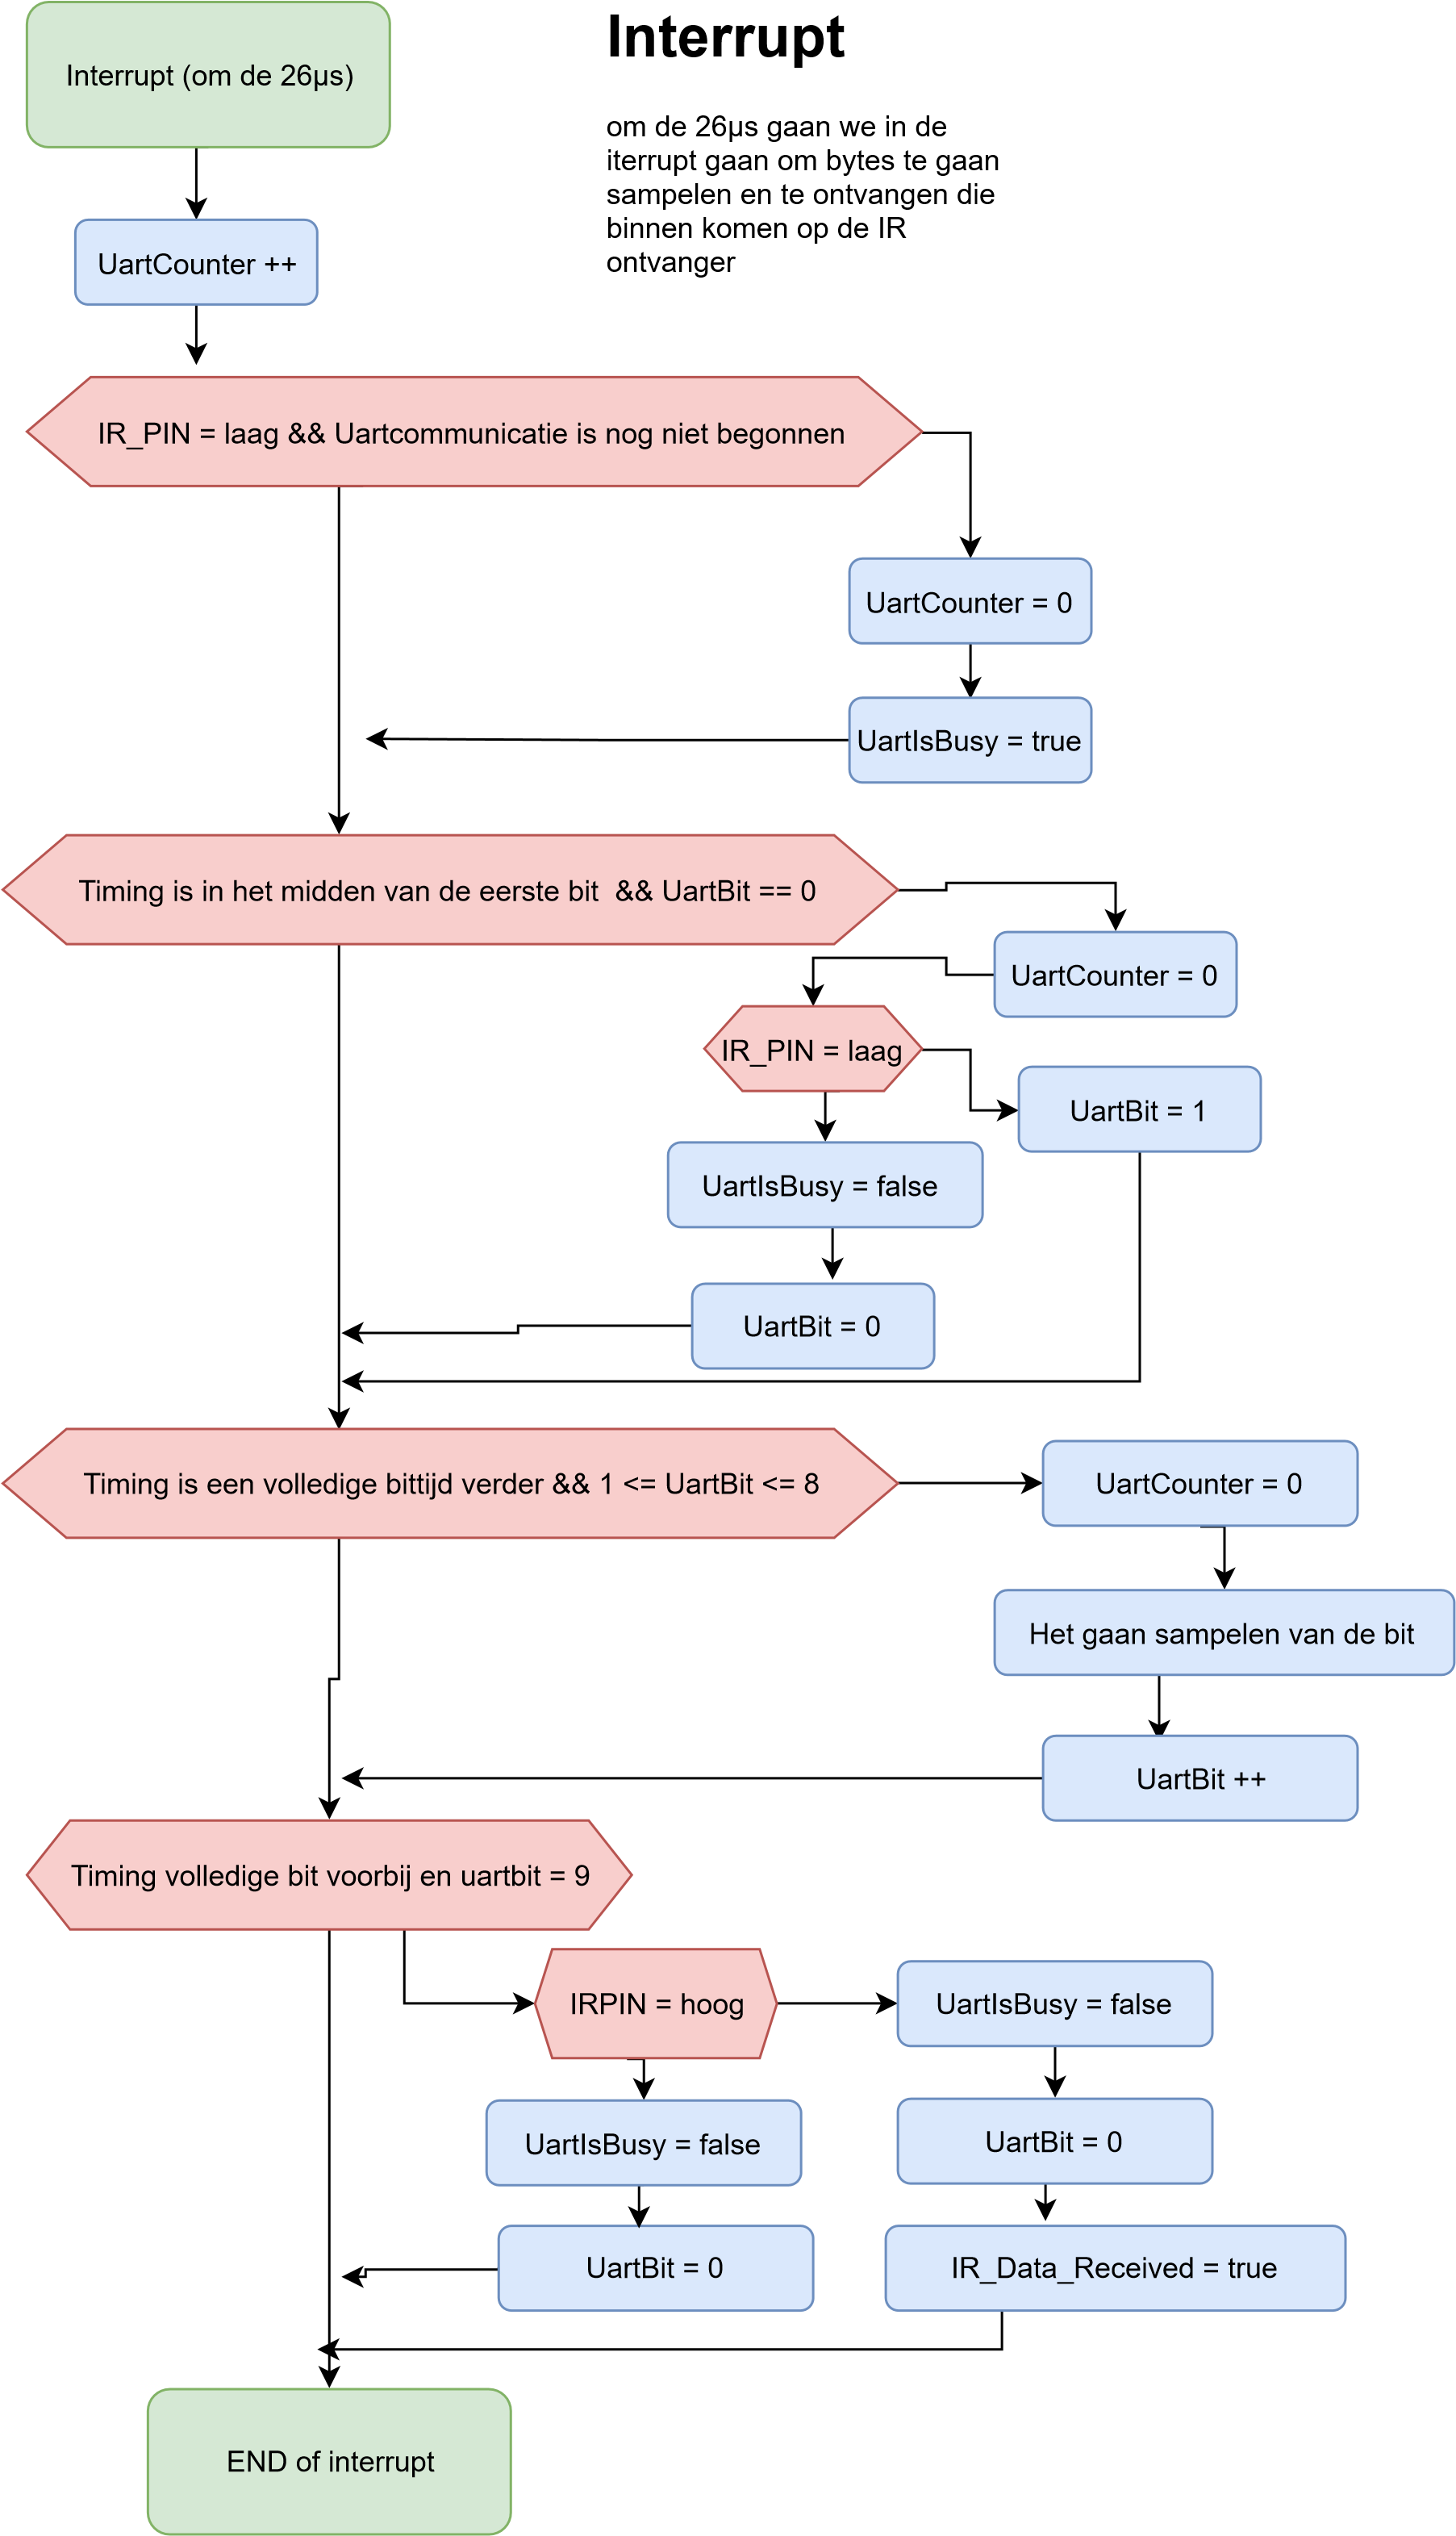 Interrupt
Interrupt (om de 26µs)
om de 26µs gaan we in de
iterrupt gaan om bytes te gaan
sampelen en te ontvangen die
binnen komen op de IR
ontvanger
UartCounter ++
IR_PIN = laag && Uartcommunicatie is nog niet begonnen
UartCounter = 0
UartIsBusy = true
Timing is in het midden van de eerste bit  && UartBit == 0
UartCounter = 0
IR_PIN = laag
UartBit = 1
UartIsBusy = false
UartBit = 0
Timing is een volledige bittijd verder && 1 <= UartBit <= 8
UartCounter = 0
Het gaan sampelen van de bit
UartBit ++
Timing volledige bit voorbij en uartbit = 9
IRPIN = hoog
UartIsBusy = false
UartIsBusy = false
UartBit = 0
UartBit = 0
IR_Data_Received = true
END of interrupt